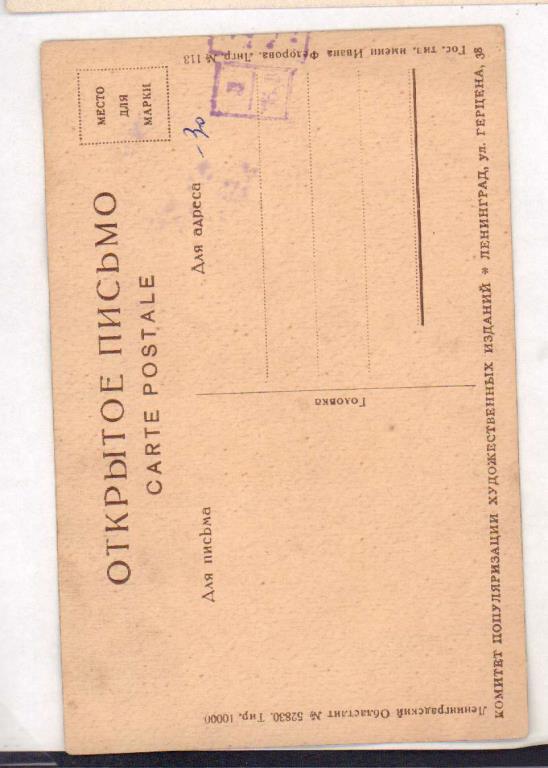 ОТКРЫТОЕ ПИСЬМО
CARTE POSTALE
МЕСТО
ДЛЯ
МАРКИ
Для письма
Для адреса
-30
Головка
Ленинградский Областлит № 52830. Тир. 10000
Гос. тип. имени Ивана Федорова. Лнгр. № 113
КОМИТЕТ ПОПУЛЯРИЗАЦИИ ХУДОЖЕСТВЕННЫХ ИЗДАНИЙ * ЛЕНИНГРАД, ул. ГЕРЦЕНА, 38